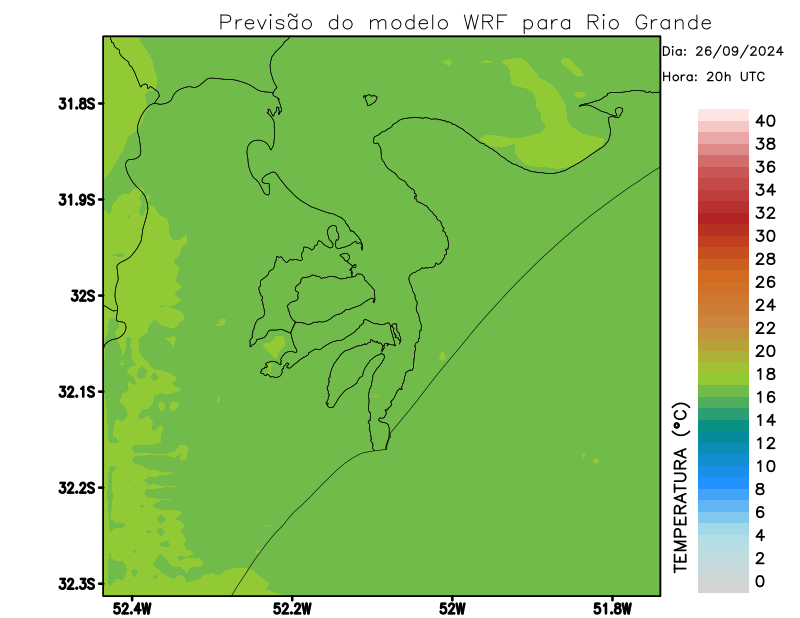 Previsão do modelo WRF para Rio Grande
Dia: 26/09/2024
Hora: 20h UTC
31.8S
31.9S
32S
32.1S
32.2S
32.3S
52.4W
52.2W
52W
51.8W
TEMPERATURA (°C)
40
38
36
34
32
30
28
26
24
22
20
18
16
14
12
10
8
6
4
2
0